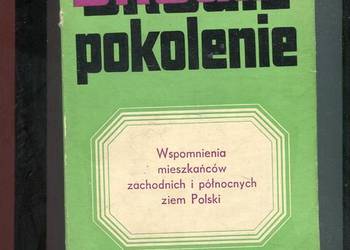 pokolenie
Wspomnienia
mieszkańców
zachodnich i północnych
ziem Polski